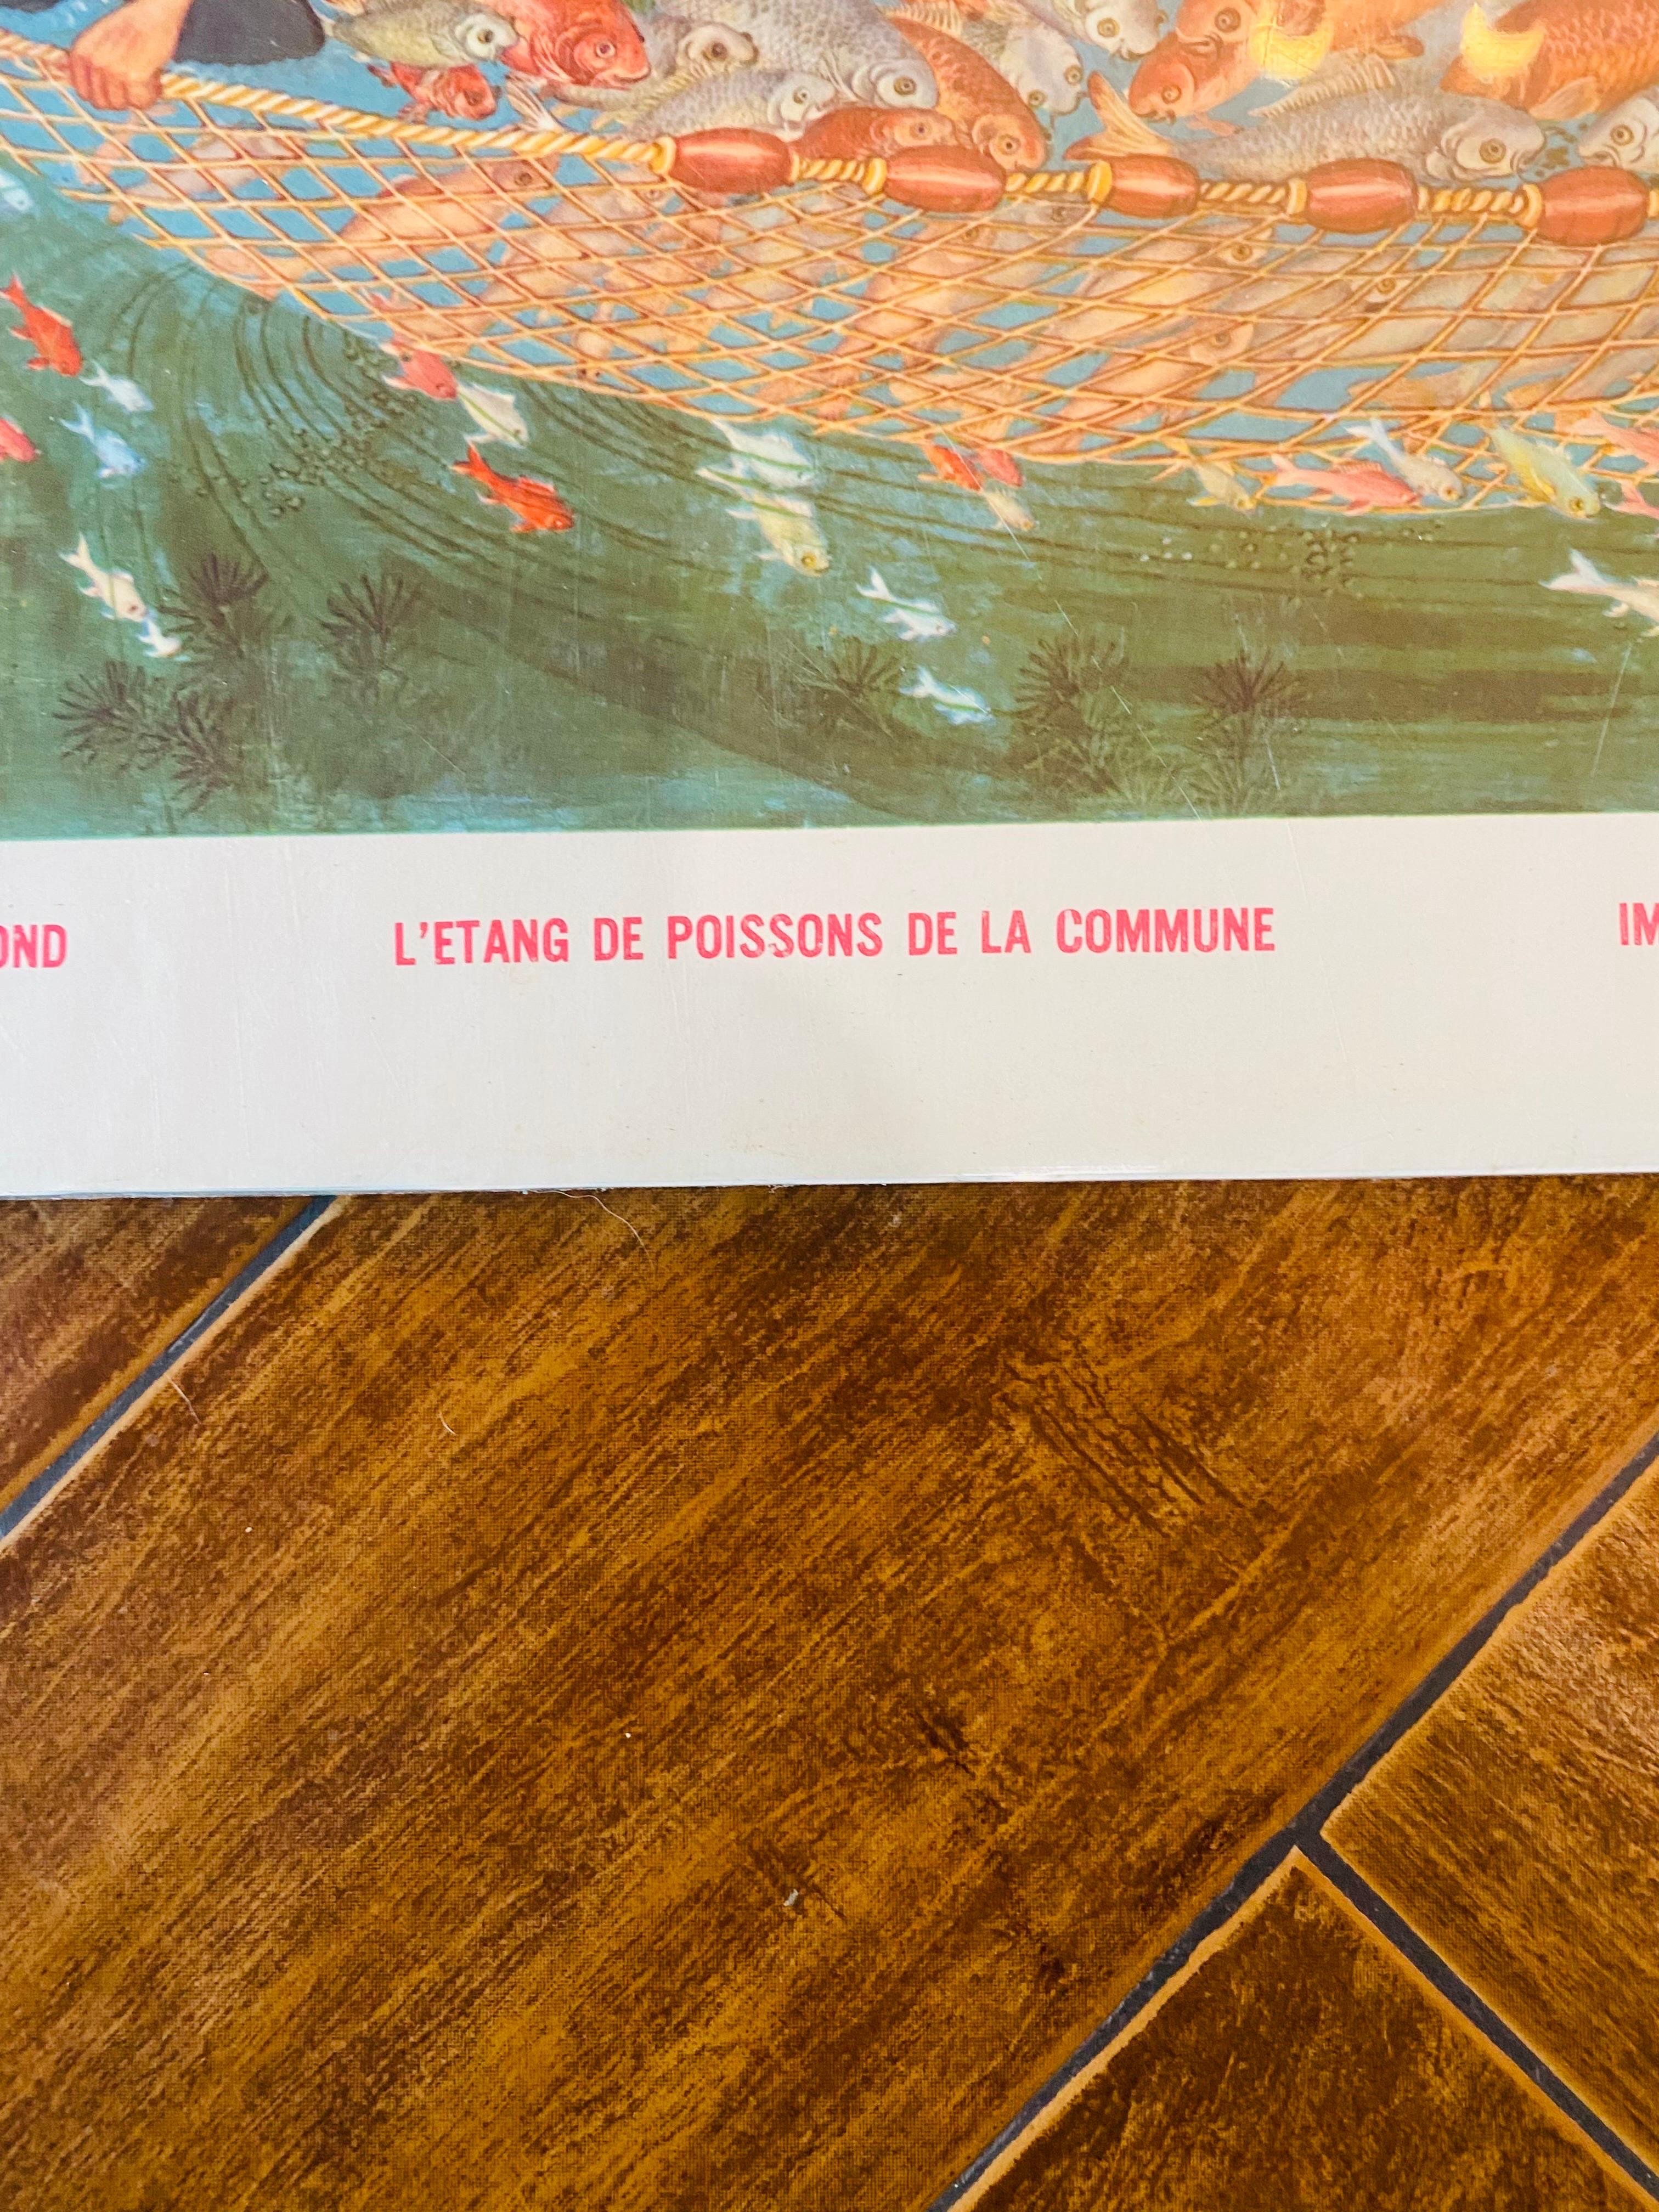 OND L'ETANG DE POISSONS DE LA COMMUNE IM